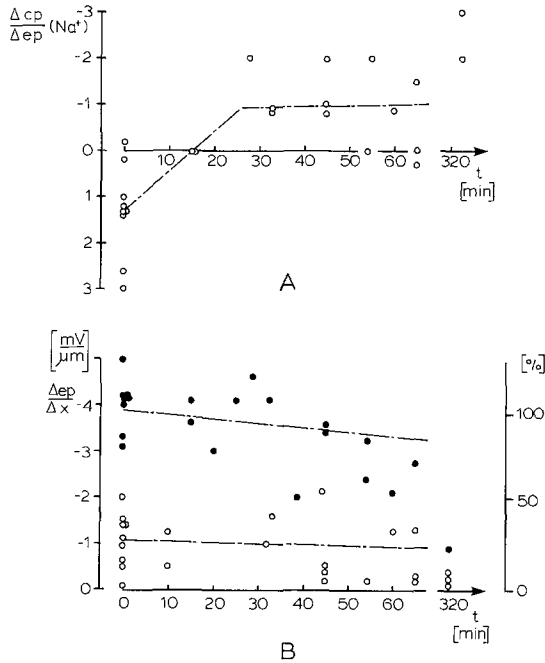 Δcp
Δep (Na⁺)
-3
-2
-1
0
1
2
3
10 20 30 40 50 60 320
t
[min]
A
[mV
μm]
Δep
Δx
-4
-3
-2
-1
0
[%]
100
50
0
0 10 20 30 40 50 60 320
t
[min]
B